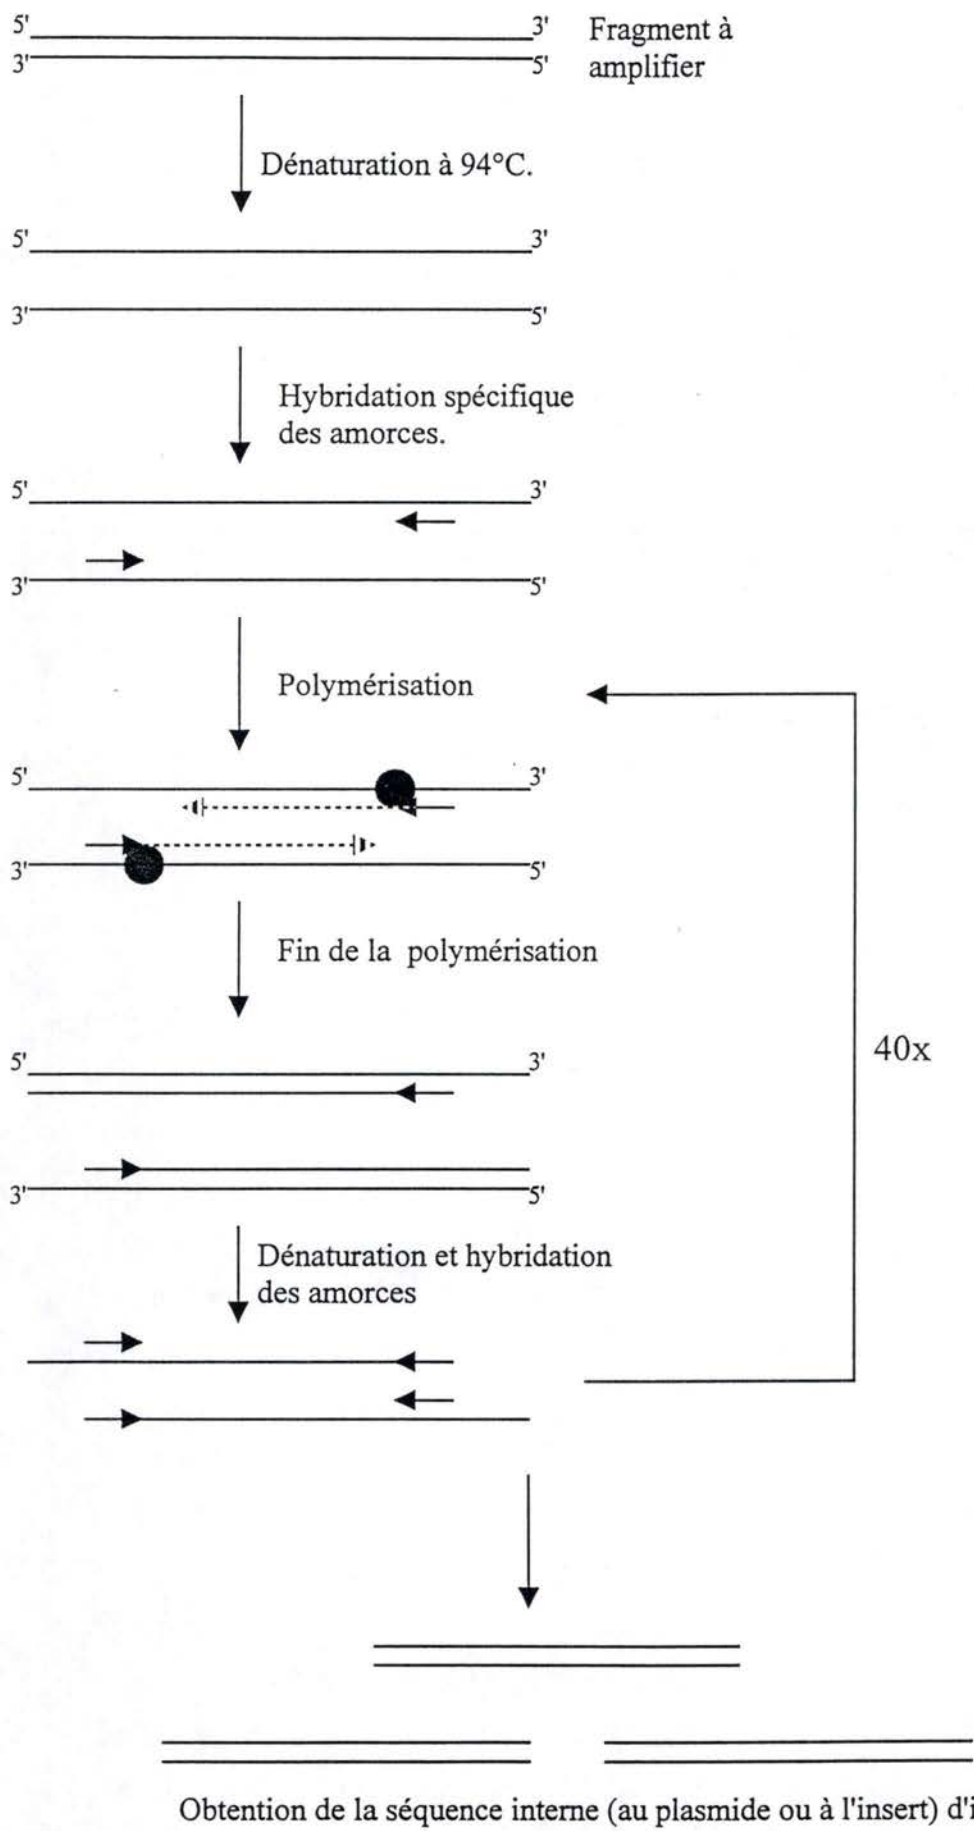 5' 3' Fragment à
3' 5' amplifier
Dénaturation à 94°C.
5' 3'
3' 5'
Hybridation spécifique
des amorces.
5' 3'
3' 5'
Polymérisation
5' 3'
3' 5'
Fin de la polymérisation
5' 3'
40x
3' 5'
Dénaturation et hybridation
des amorces
Obtention de la séquence interne (au plasmide ou à l'insert) d'i